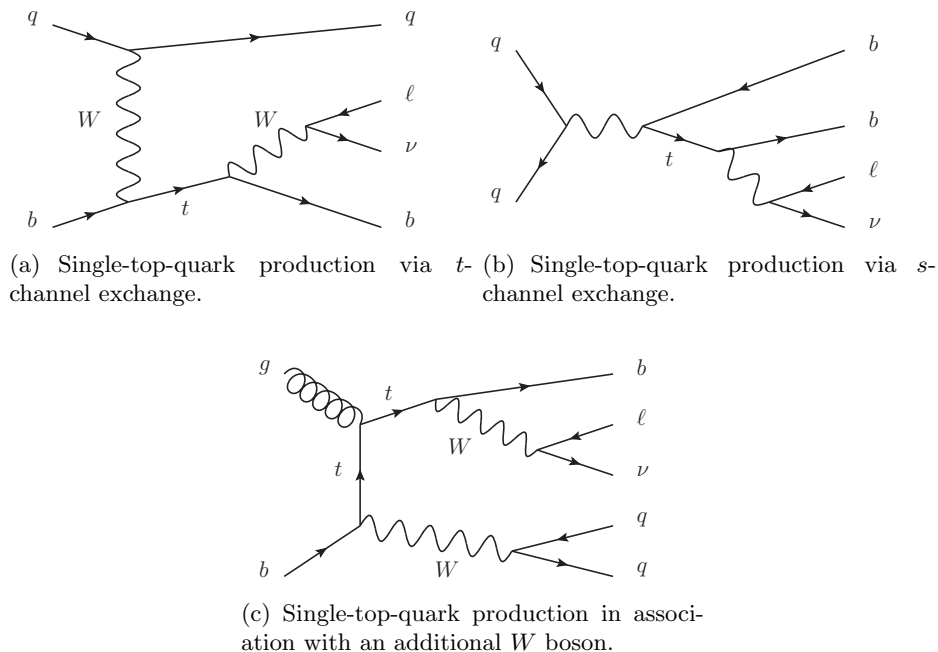 q
q
W
ℓ
W
ν
b
t
b
(a) Single-top-quark production via t-
channel exchange.
q
b
b
t
ℓ
q
ν
(b) Single-top-quark production via s-
channel exchange.
g
b
t
ℓ
W
t
ν
q
b
W
q
(c) Single-top-quark production in associ-
ation with an additional W boson.